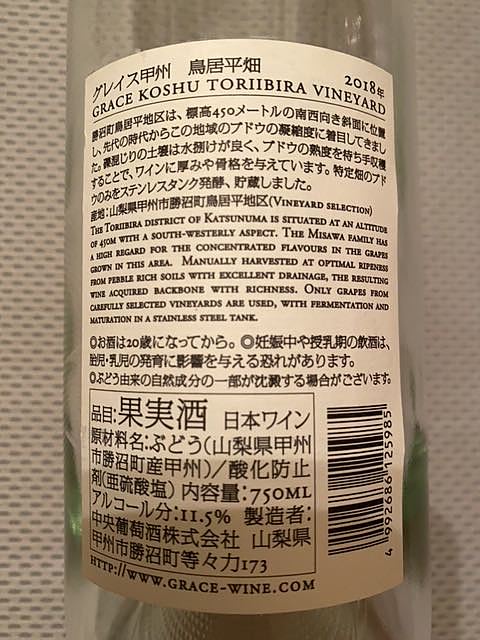 グレイス甲州 鳥居平畑 2018年
GRACE KOSHU TORIIBIRA VINEYARD
勝沼町鳥居平地区は、標高450メートルの南西向き斜面に位置
し、先代の時代からこの地域のブドウの凝縮度に着目してきまし
た。礫混じりの土壌は水捌けが良く、ブドウの熟度を待ち手収穫
することで、ワインに厚みや骨格を与えています。特定畑のブド
ウのみをステンレスタンク発酵、貯蔵しました。
産地:山梨県甲州市勝沼町鳥居平地区(VINEYARD SELECTION)
THE TORIIBIRA DISTRICT OF KATSUNUMA IS SITUATED AT AN ALTITUDE
OF 450M WITH A SOUTH-WESTERLY ASPECT. THE MISAWA FAMILY HAS
A HIGH REGARD FOR THE CONCENTRATED FLAVOURS IN THE GRAPES
GROWN IN THIS AREA. MANUALLY HARVESTED AT OPTIMAL RIPENESS
FROM PEBBLE RICH SOILS WITH EXCELLENT DRAINAGE, THE RESULTING
WINE ACQUIRED BACKBONE WITH RICHNESS. ONLY GRAPES FROM
CAREFULLY SELECTED VINEYARDS ARE USED, WITH FERMENTATION AND
MATURATION IN A STAINLESS STEEL TANK.
◎お酒は20歳になってから。◎妊娠中や授乳期の飲酒は、
胎児・乳児の発育に影響を与える恐れがあります。
◎ぶどう由来の自然成分の一部が沈澱する場合がございます。
品目:果実酒 日本ワイン
原材料名:ぶどう(山梨県甲州
市勝沼町産甲州)/酸化防止
剤(亜硫酸塩) 内容量:750ML
アルコール分:11.5% 製造者:
中央葡萄酒株式会社 山梨県
甲州市勝沼町等々力173
HTTP://WWW.GRACE-WINE.COM
4 992686 125985